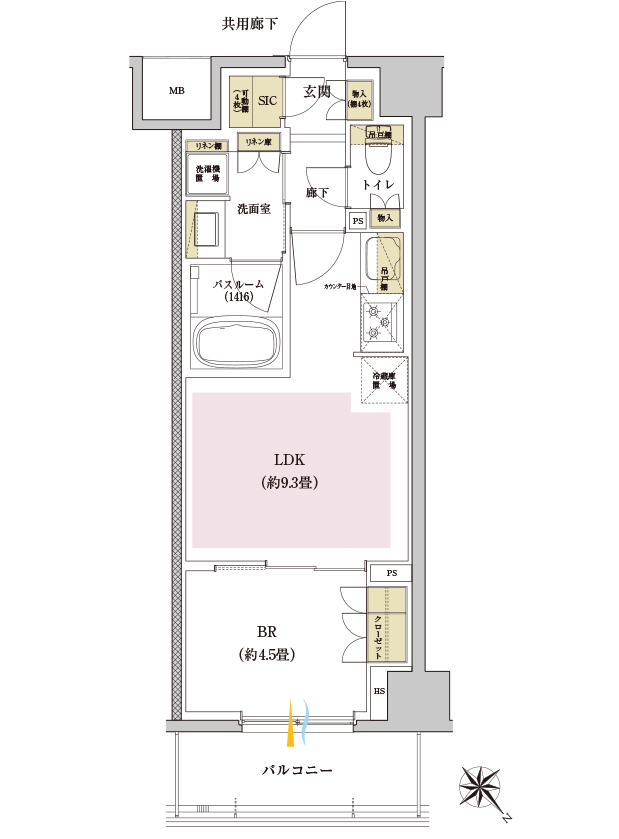 共用廊下
MB
可動棚
(4枚)
SIC
玄関
物入
(棚4枚)
リネン棚
リネン庫
吊戸棚
洗濯機
置場
トイレ
廊下
洗面室
PS
物入
バスルーム
(1416)
吊戸棚
カウンター目地
冷蔵庫
置場
LDK
(約9.3畳)
PS
BR
(約4.5畳)
クローゼット
HS
バルコニー
N